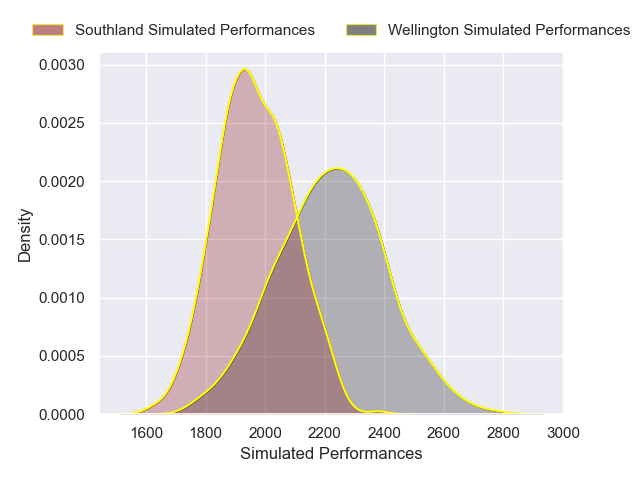 Southland Simulated Performances Wellington Simulated Performances
0.0030
0.0025
0.0020
0.0015
0.0010
0.0005
0.0000
Density
1600 1800 2000 2200 2400 2600 2800 3000
Simulated Performances